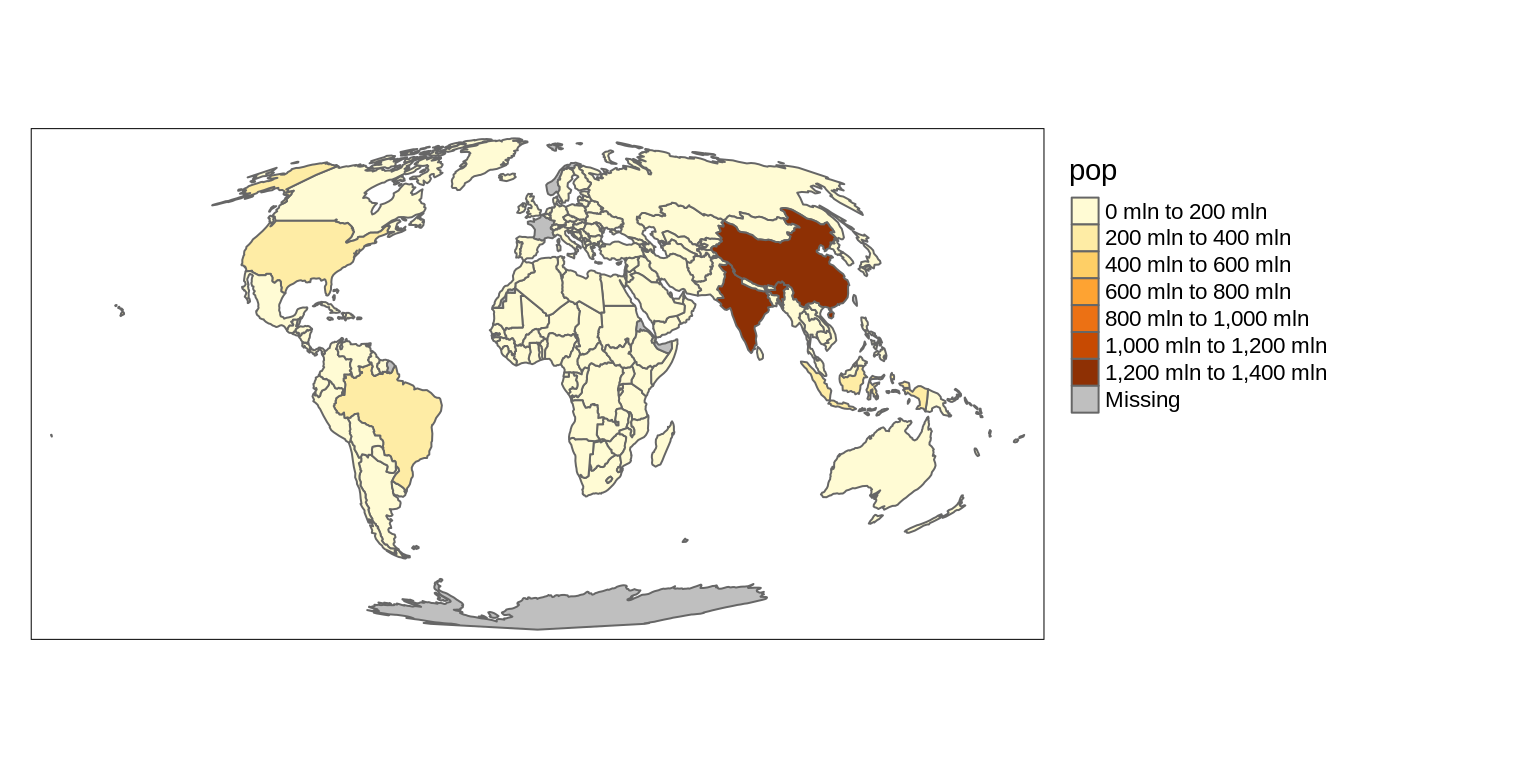 pop
0 mln to 200 mln
200 mln to 400 mln
400 mln to 600 mln
600 mln to 800 mln
800 mln to 1,000 mln
1,000 mln to 1,200 mln
1,200 mln to 1,400 mln
Missing